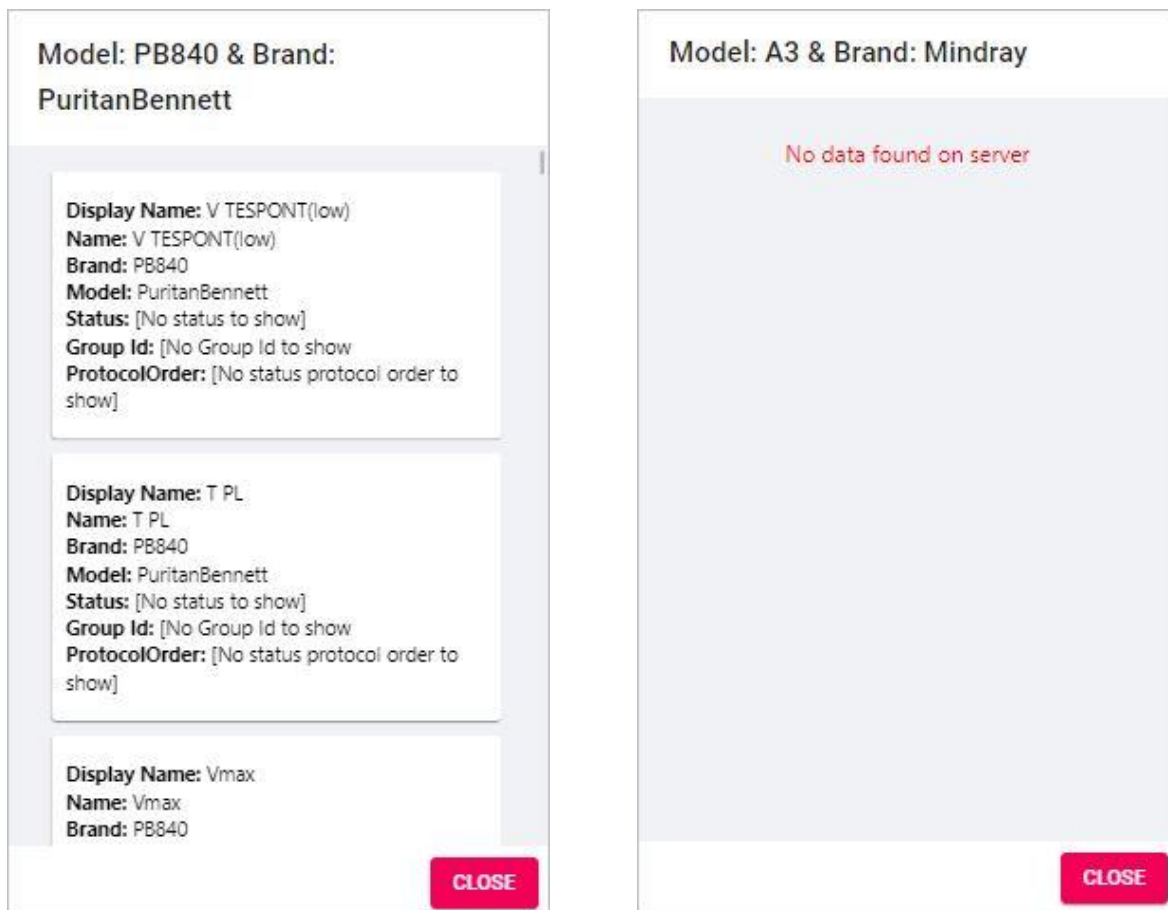 Model: PB840 & Brand:
PuritanBennett
Display Name: V TESPONT(low)
Name: V TESPONT(low)
Brand: PB840
Model: PuritanBennett
Status: [No status to show]
Group Id: [No Group Id to show
ProtocolOrder: [No status protocol order to
show]
Display Name: T PL
Name: T PL
Brand: PB840
Model: PuritanBennett
Status: [No status to show]
Group Id: [No Group Id to show
ProtocolOrder: [No status protocol order to
show]
Display Name: Vmax
Name: Vmax
Brand: PB840
CLOSE
Model: A3 & Brand: Mindray
No data found on server
CLOSE